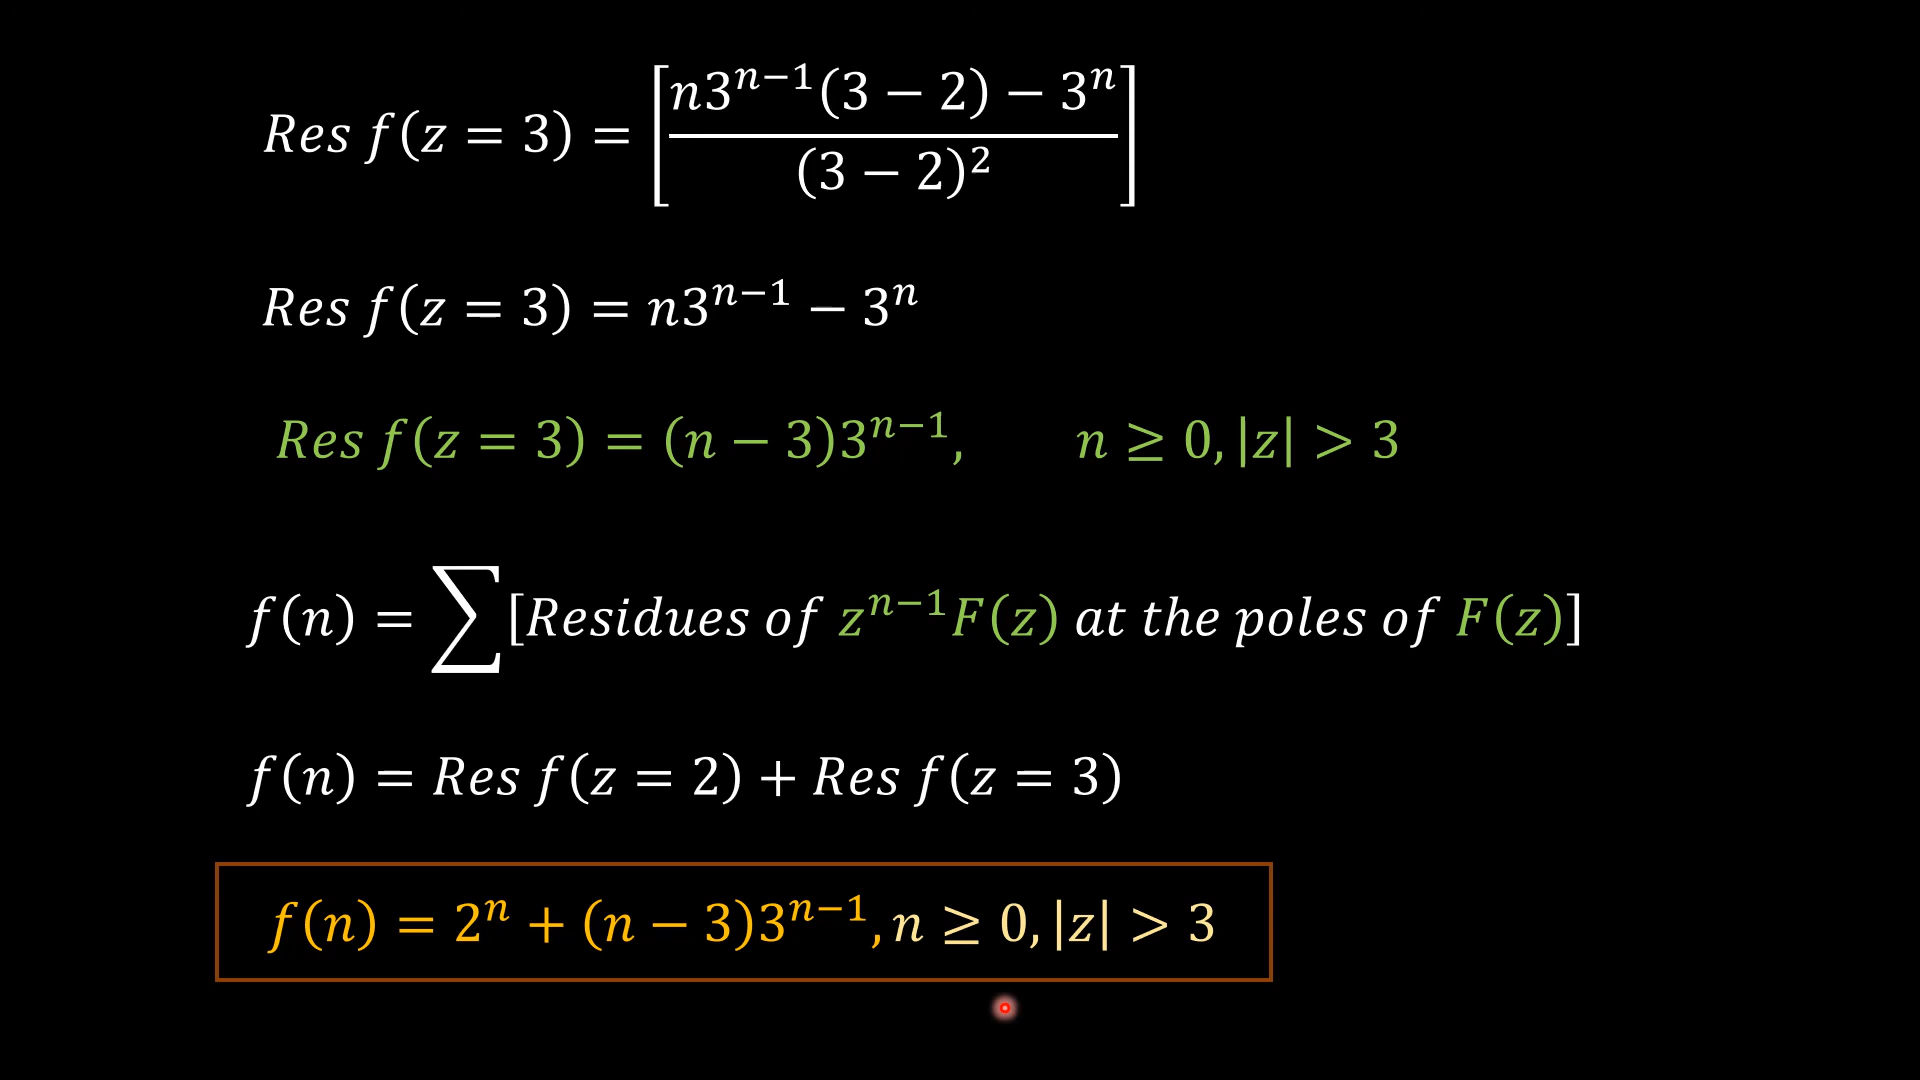 Res f(z = 3) = [n3^{n−1}(3 − 2) − 3^n / (3 − 2)^2]
Res f(z = 3) = n3^{n−1} − 3^n
Res f(z = 3) = (n − 3)3^{n−1}, n ≥ 0, |z| > 3
f(n) = ∑[Residues of z^{n−1}F(z) at the poles of F(z)]
f(n) = Res f(z = 2) + Res f(z = 3)
f(n) = 2^n + (n − 3)3^{n−1}, n ≥ 0, |z| > 3